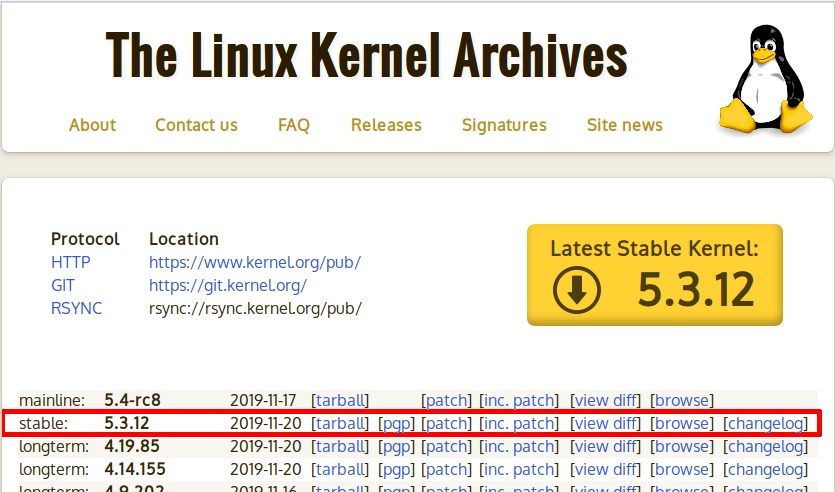 The Linux Kernel Archives
About Contact us FAQ Releases Signatures Site news
Protocol Location
HTTP https://www.kernel.org/pub/
GIT https://git.kernel.org/
RSYNC rsync://rsync.kernel.org/pub/
Latest Stable Kernel:
5.3.12
mainline: 5.4-rc8 2019-11-17 [tarball] [patch] [inc. patch] [view diff] [browse]
stable: 5.3.12 2019-11-20 [tarball] [pgp] [patch] [inc. patch] [view diff] [browse] [changelog]
longterm: 4.19.85 2019-11-20 [tarball] [pgp] [patch] [inc. patch] [view diff] [browse] [changelog]
longterm: 4.14.155 2019-11-20 [tarball] [pgp] [patch] [inc. patch] [view diff] [browse] [changelog]
longterm: 4.9.202 2019-11-16 [tarball] [pgp] [patch] [inc. patch] [view diff] [browse] [changelog]